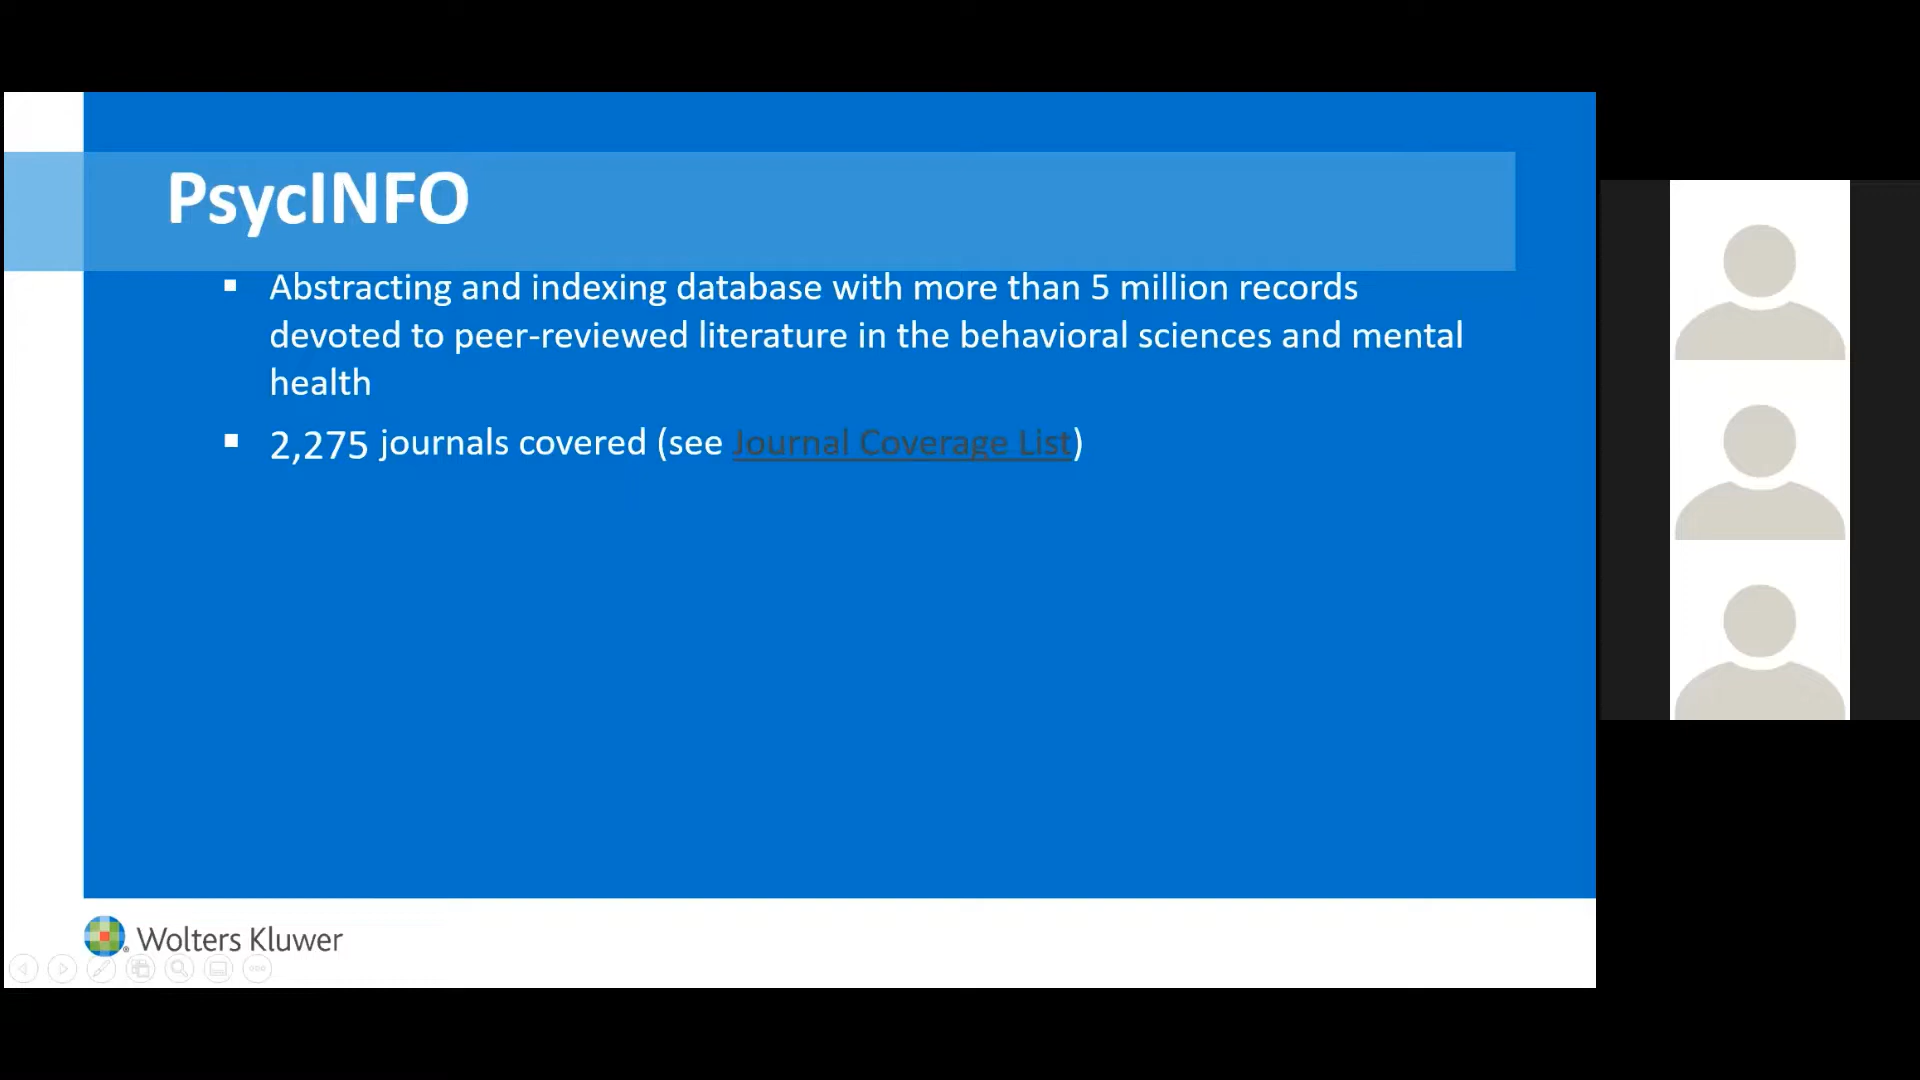 PsycINFO
▪ Abstracting and indexing database with more than 5 million records
devoted to peer-reviewed literature in the behavioral sciences and mental
health
▪ 2,275 journals covered (see Journal Coverage List)
Wolters Kluwer